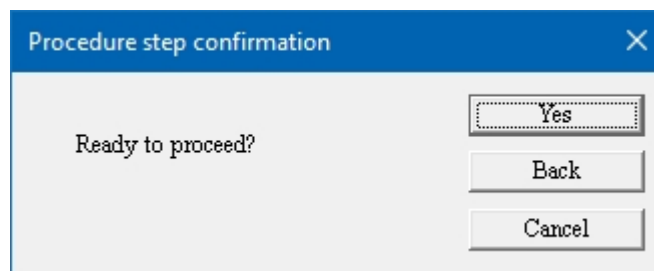 Procedure step confirmation
Ready to proceed?
Yes
Back
Cancel